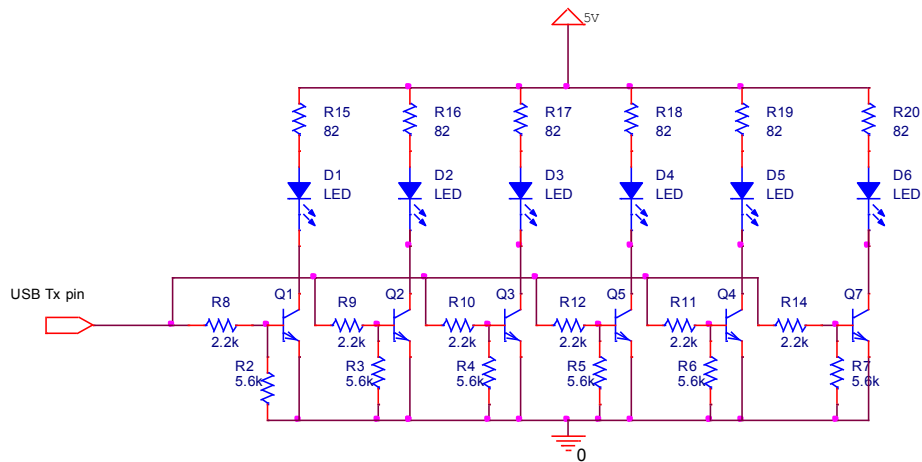 5V
R15
82
R16
82
R17
82
R18
82
R19
82
R20
82
D1
LED
D2
LED
D3
LED
D4
LED
D5
LED
D6
LED
USB Tx pin
R8
2.2k
Q1
R9
2.2k
Q2
R10
2.2k
Q3
R12
2.2k
Q5
R11
2.2k
Q4
R14
2.2k
Q7
R2
5.6k
R3
5.6k
R4
5.6k
R5
5.6k
R6
5.6k
R7
5.6k
0